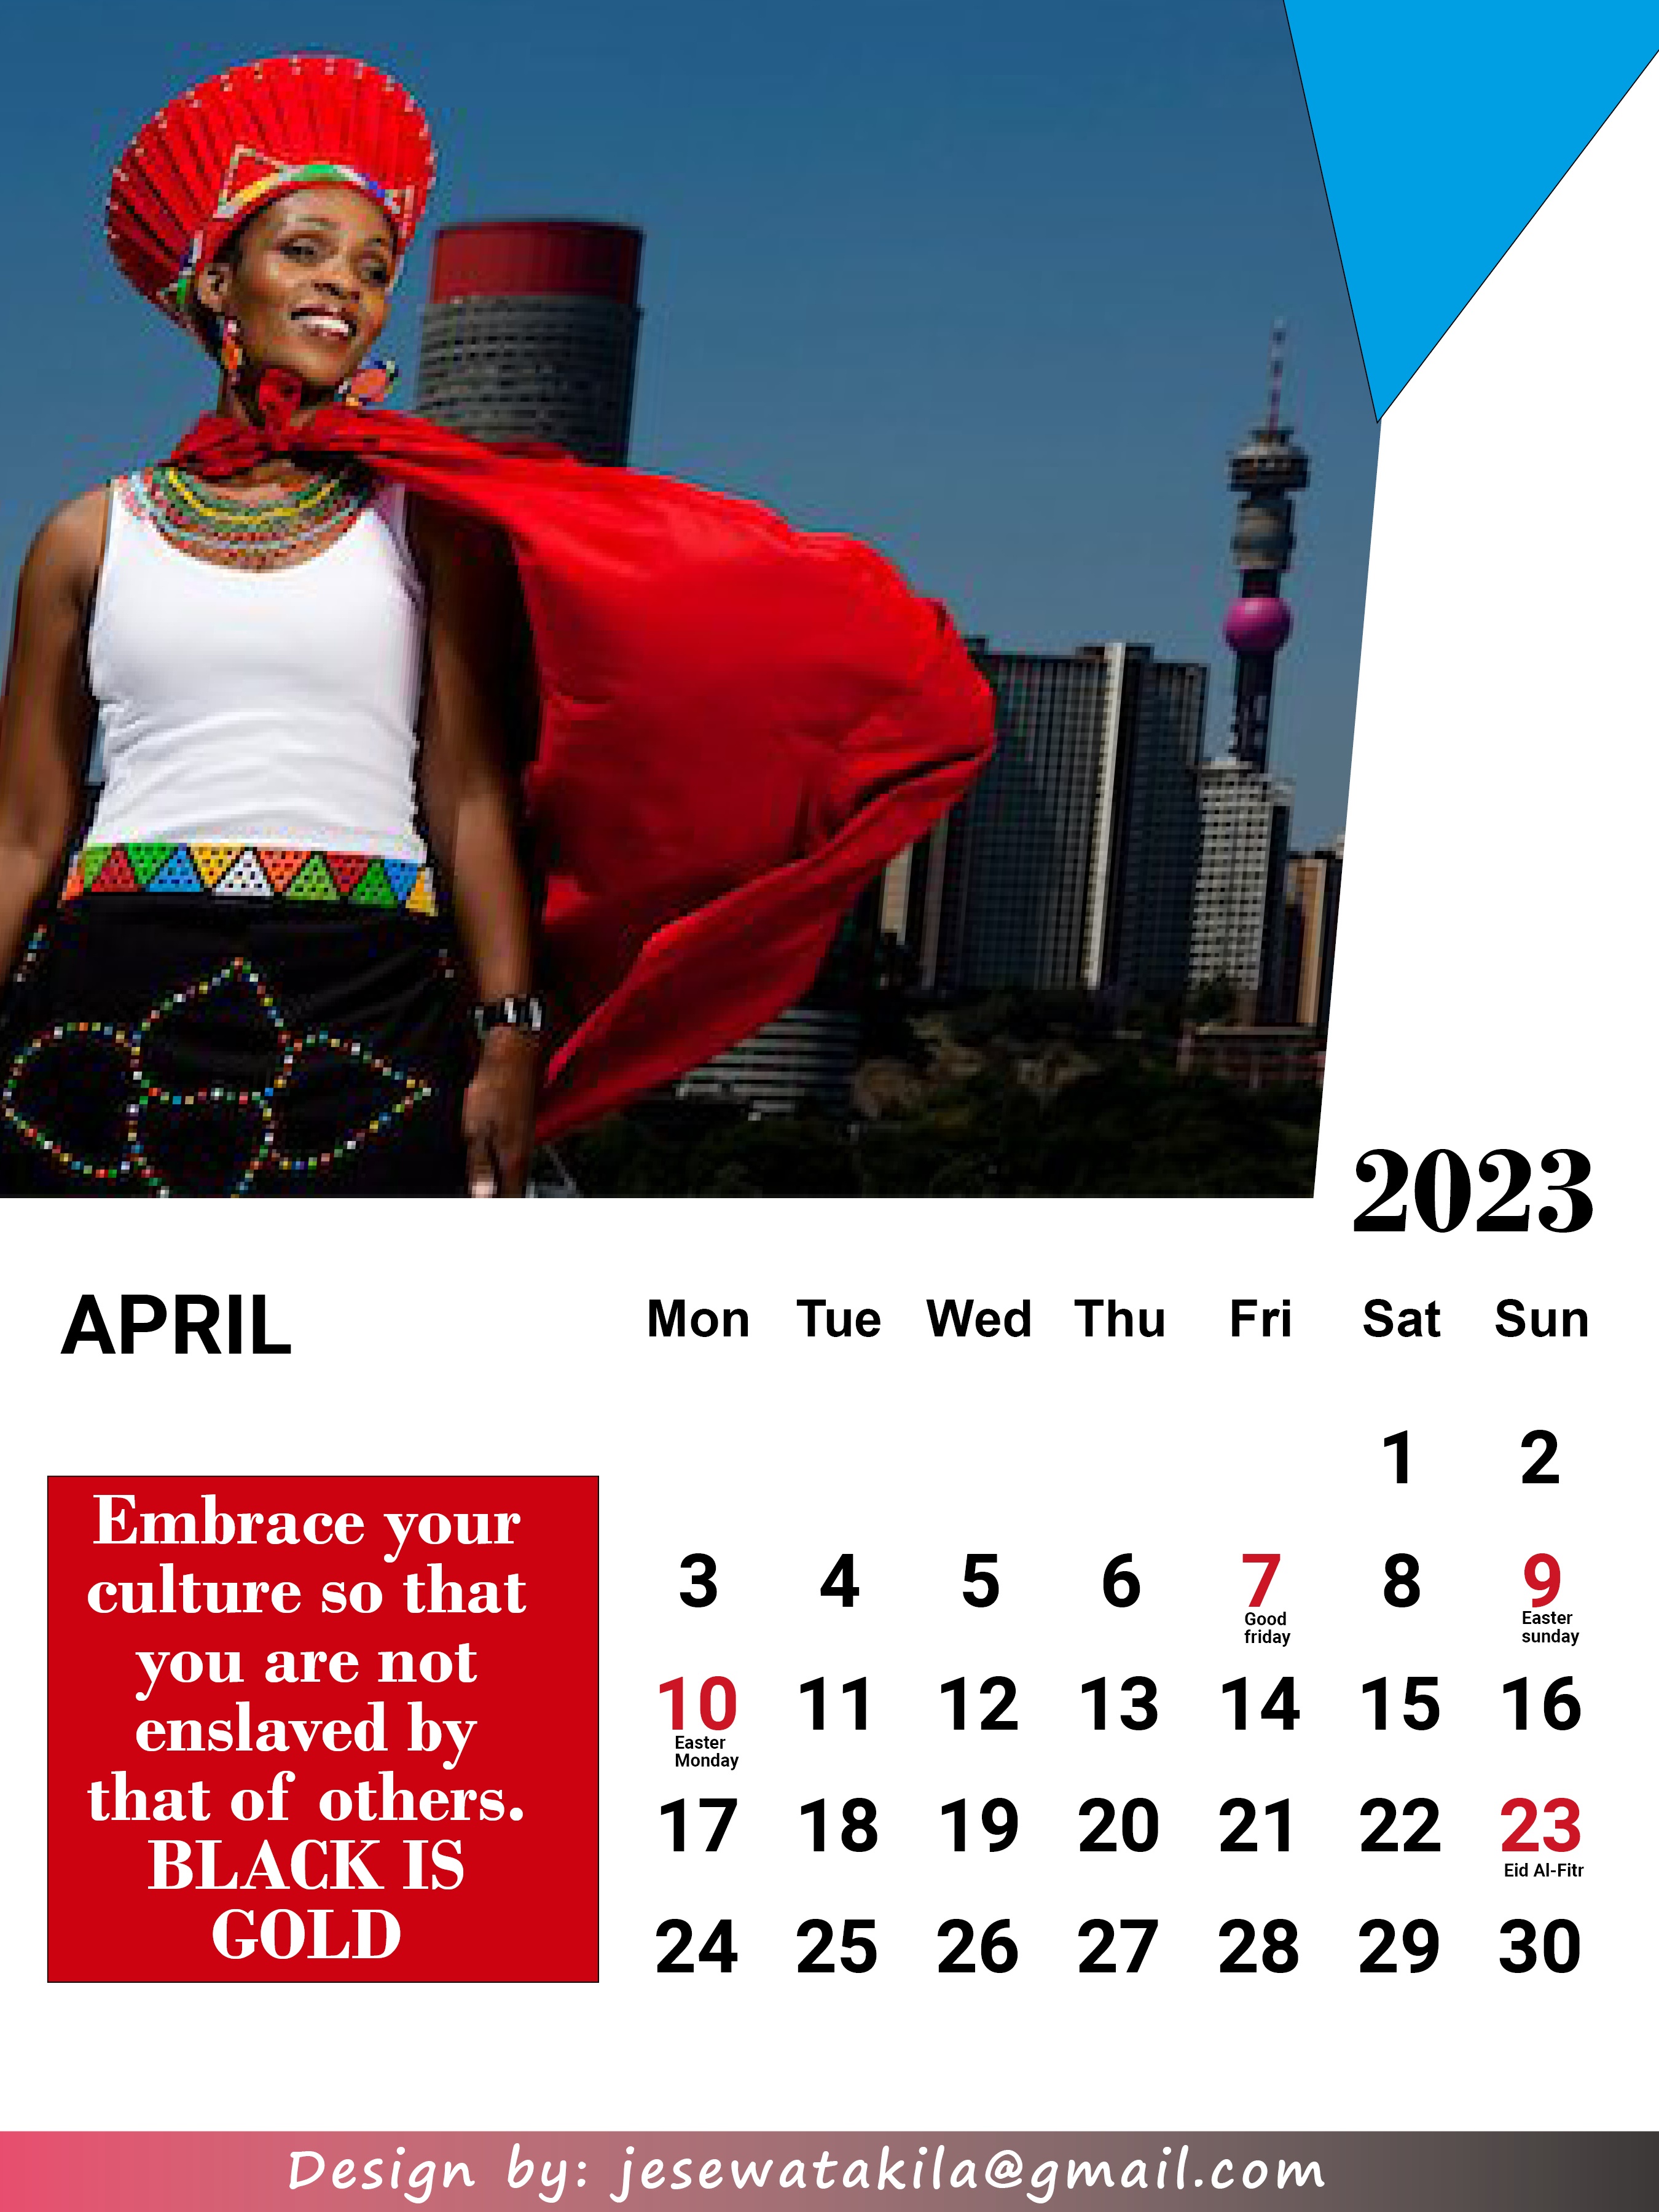 2023
APRIL
Mon Tue Wed Thu Fri Sat Sun
1 2
3 4 5 6 7 8 9
Good
friday
Easter
sunday
10 11 12 13 14 15 16
Easter
Monday
17 18 19 20 21 22 23
Eid Al-Fitr
24 25 26 27 28 29 30
Embrace your
culture so that
you are not
enslaved by
that of others.
BLACK IS
GOLD
Design by: jesewatakila@gmail.com